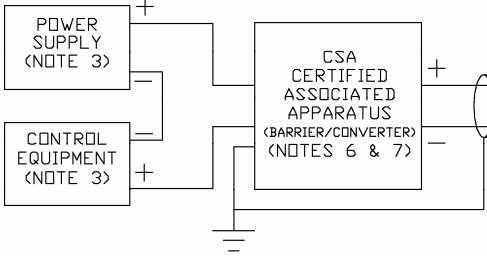 POWER
SUPPLY
(NOTE 3)
+
−
CONTROL
EQUIPMENT
(NOTE 3)
−
+
CSA
CERTIFIED
ASSOCIATED
APPARATUS
(BARRIER/CONVERTER)
(NOTES 6 & 7)
+
−